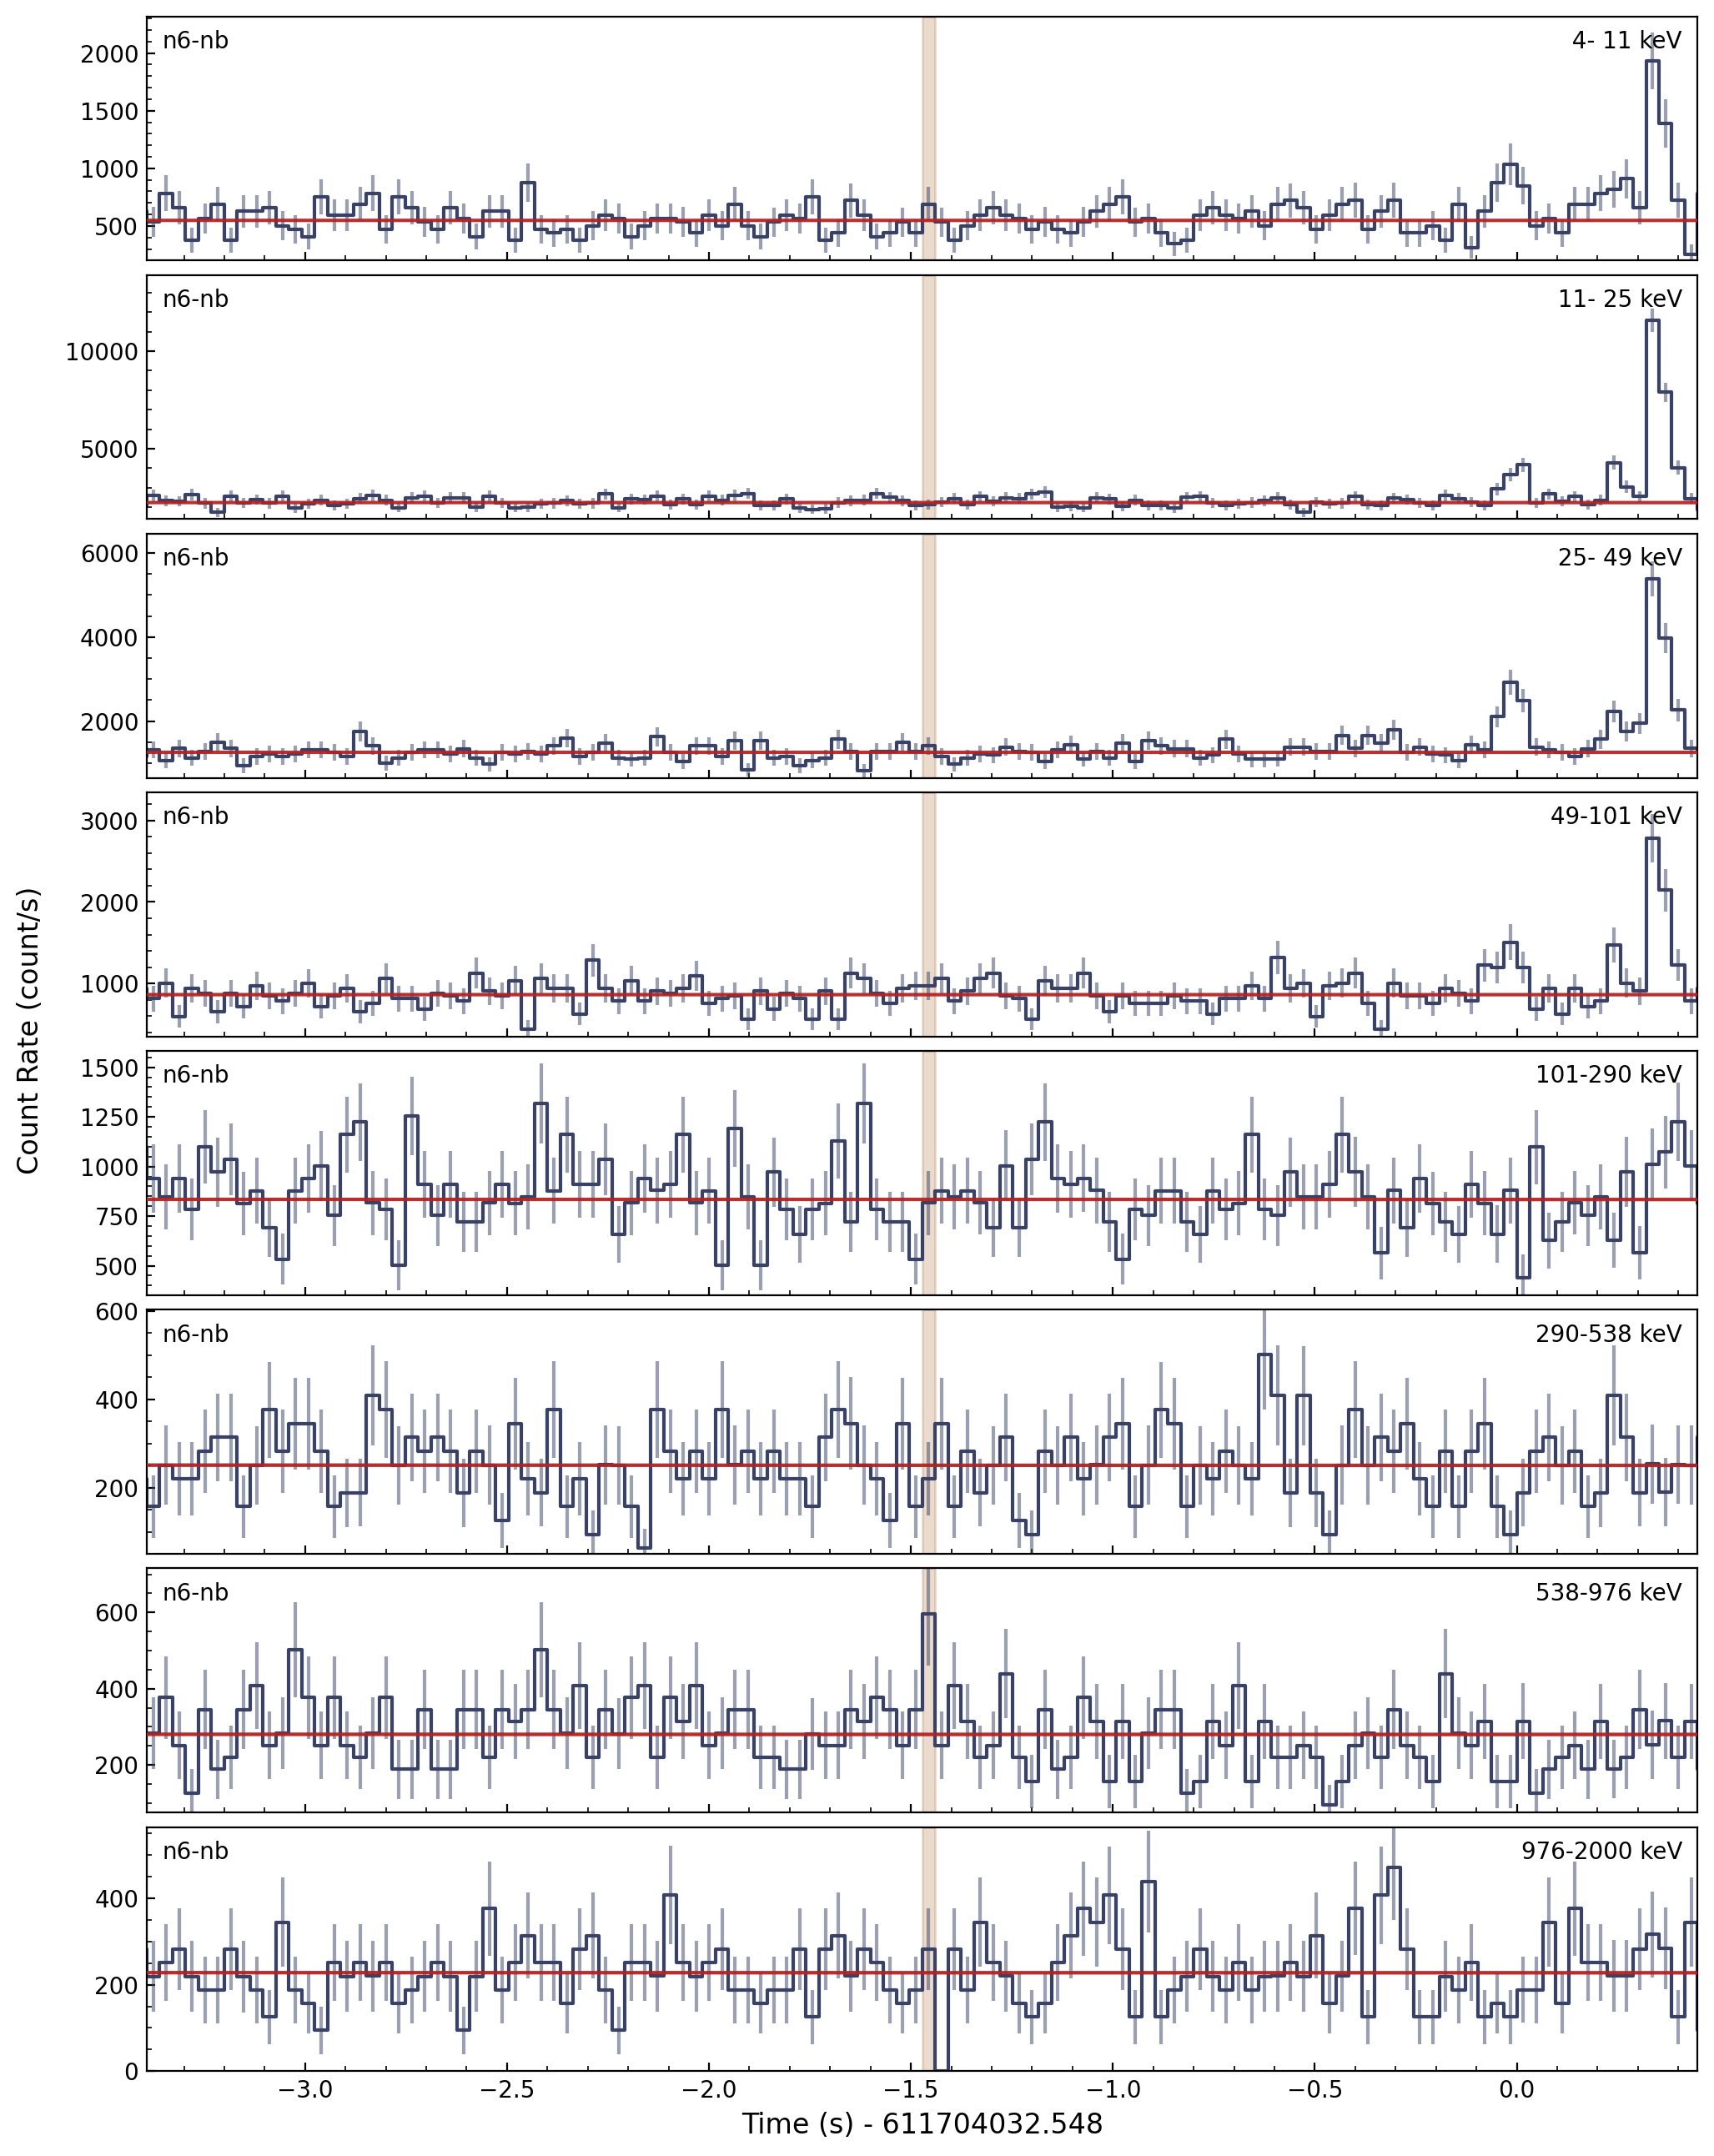 n6-nb 4- 11 keV
2000
1500
1000
500
n6-nb 11- 25 keV
10000
5000
n6-nb 25- 49 keV
6000
4000
2000
n6-nb 49-101 keV
3000
2000
1000
n6-nb 101-290 keV
1500
1250
1000
750
500
n6-nb 290-538 keV
600
400
200
n6-nb 538-976 keV
600
400
200
n6-nb 976-2000 keV
400
200
0
Count Rate (count/s)
−3.0 −2.5 −2.0 −1.5 −1.0 −0.5 0.0
Time (s) - 611704032.548